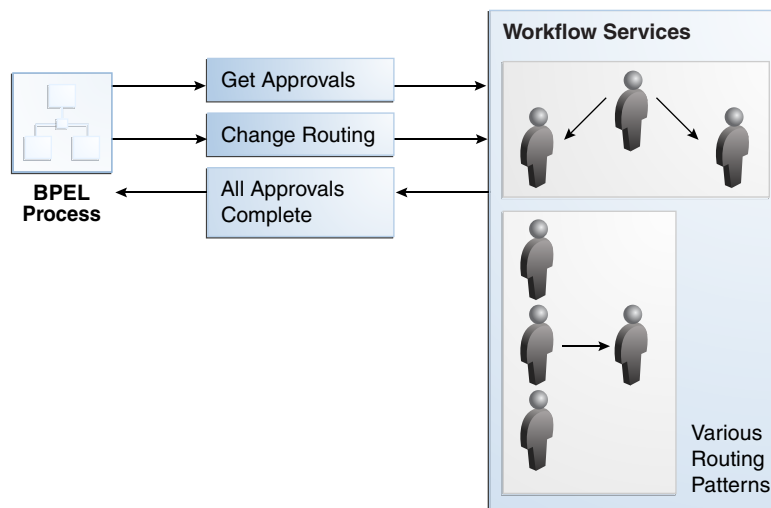 Workflow Services
Get Approvals
Change Routing
All Approvals
Complete
BPEL
Process
Various
Routing
Patterns